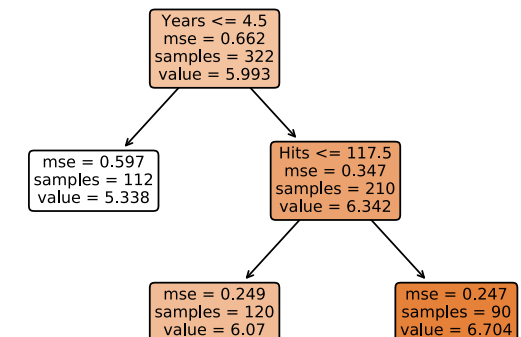 Years <= 4.5
mse = 0.662
samples = 322
value = 5.993
mse = 0.597
samples = 112
value = 5.338
Hits <= 117.5
mse = 0.347
samples = 210
value = 6.342
mse = 0.249
samples = 120
value = 6.07
mse = 0.247
samples = 90
value = 6.704